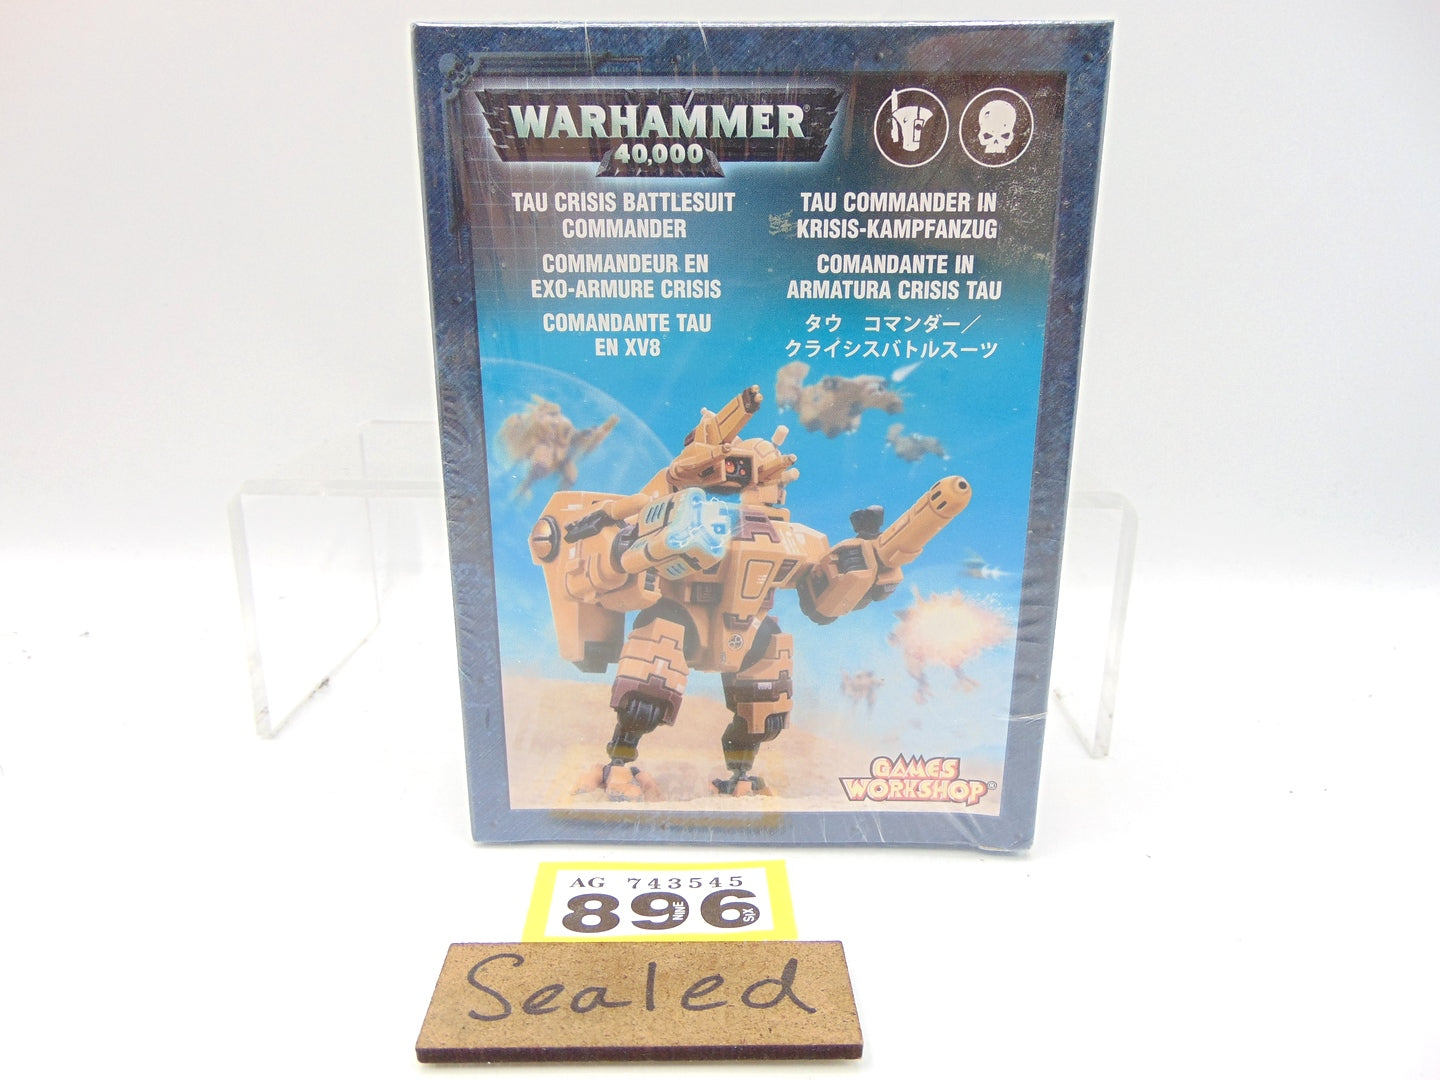 WARHAMMER®
40,000
TAU CRISIS BATTLESUIT
COMMANDER
COMMANDEUR EN
EXO-ARMURE CRISIS
COMANDANTE TAU
EN XV8
TAU COMMANDER IN
KRISIS-KAMPFANZUG
COMANDANTE IN
ARMATURA CRISIS TAU
タウ　コマンダー／
クライシスバトルスーツ
GAMES
WORKSHOP®
AG 743545
896
NINE
SIX
Sealed